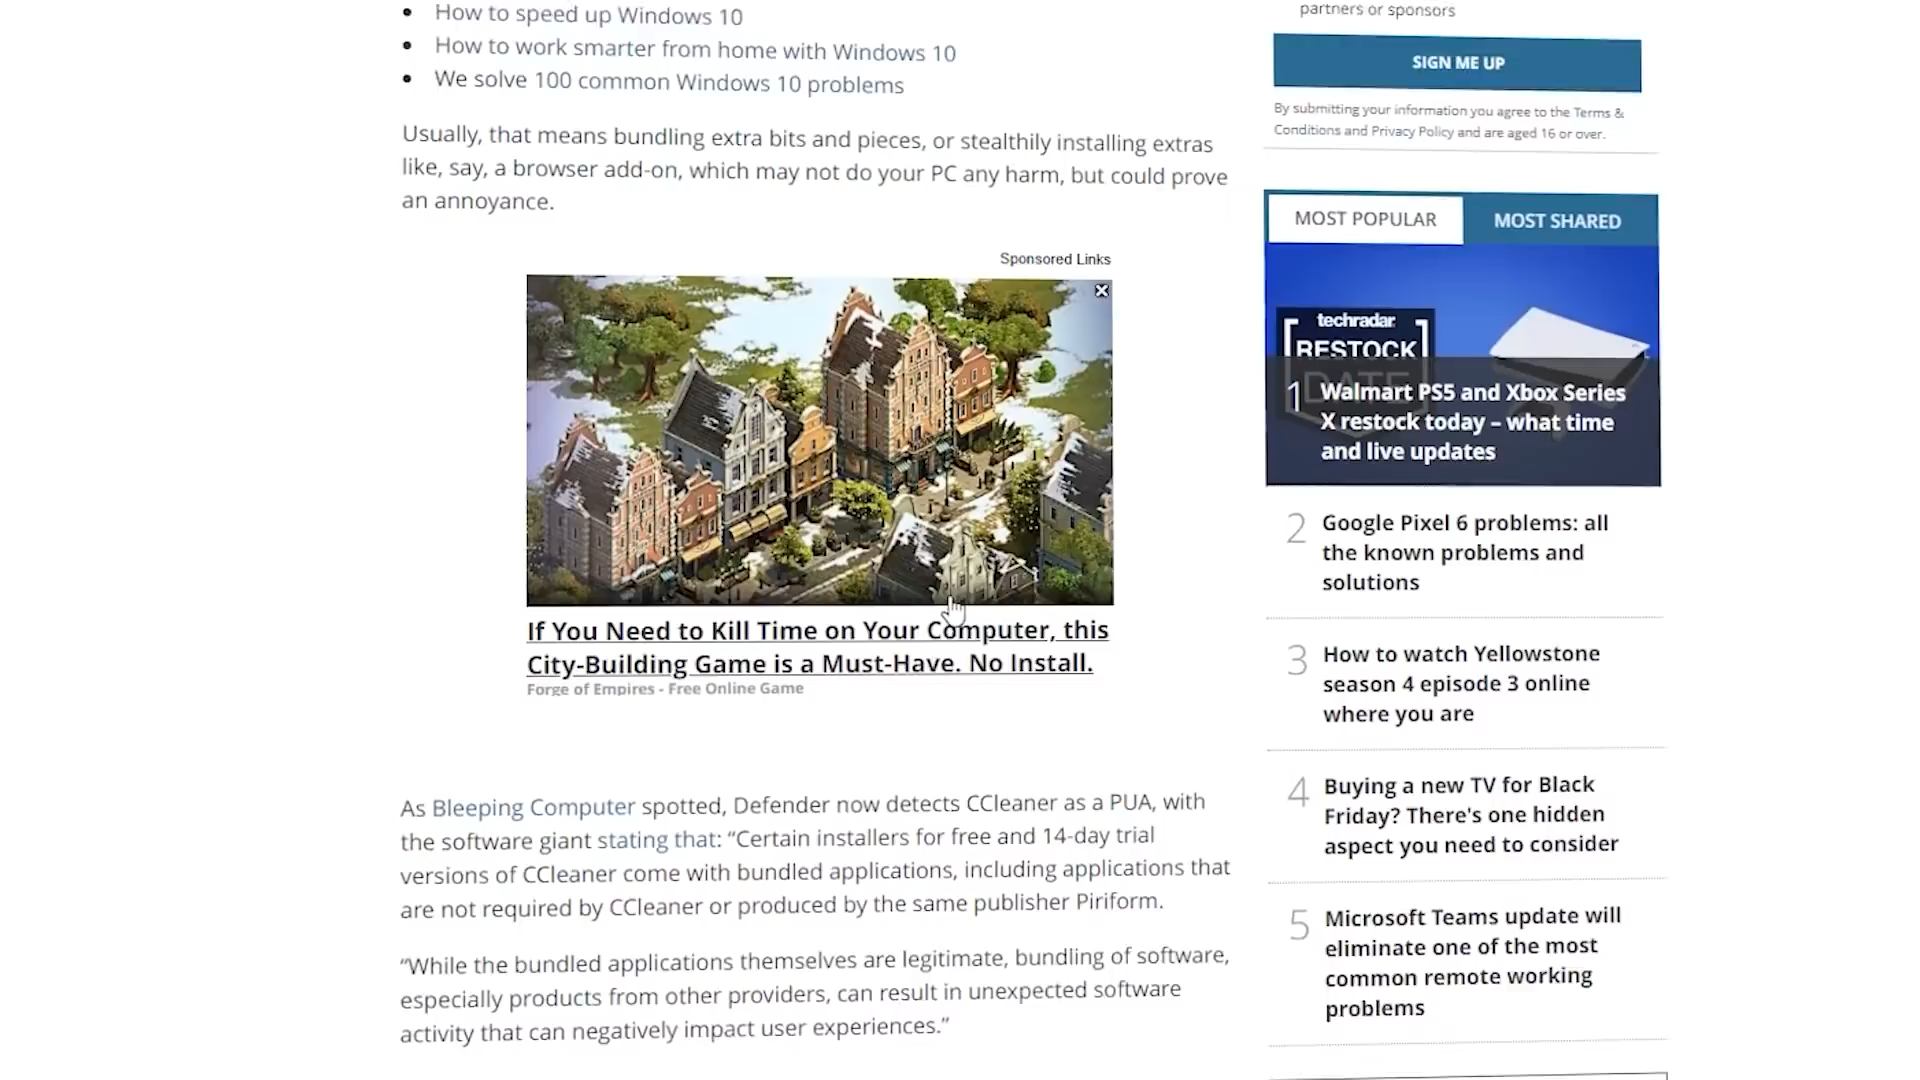 How to speed up Windows 10
How to work smarter from home with Windows 10
We solve 100 common Windows 10 problems
Usually, that means bundling extra bits and pieces, or stealthily installing extras
like, say, a browser add-on, which may not do your PC any harm, but could prove
an annoyance.
Sponsored Links
If You Need to Kill Time on Your Computer, this
City-Building Game is a Must-Have. No Install.
Forge of Empires - Free Online Game
As Bleeping Computer spotted, Defender now detects CCleaner as a PUA, with
the software giant stating that: “Certain installers for free and 14-day trial
versions of CCleaner come with bundled applications, including applications that
are not required by CCleaner or produced by the same publisher Piriform.
“While the bundled applications themselves are legitimate, bundling of software,
especially products from other providers, can result in unexpected software
activity that can negatively impact user experiences.”
partners or sponsors
SIGN ME UP
By submitting your information you agree to the Terms &
Conditions and Privacy Policy and are aged 16 or over.
MOST POPULAR
MOST SHARED
techradar
RESTOCK
DATE
1 Walmart PS5 and Xbox Series
X restock today – what time
and live updates
2 Google Pixel 6 problems: all
the known problems and
solutions
3 How to watch Yellowstone
season 4 episode 3 online
where you are
4 Buying a new TV for Black
Friday? There's one hidden
aspect you need to consider
5 Microsoft Teams update will
eliminate one of the most
common remote working
problems